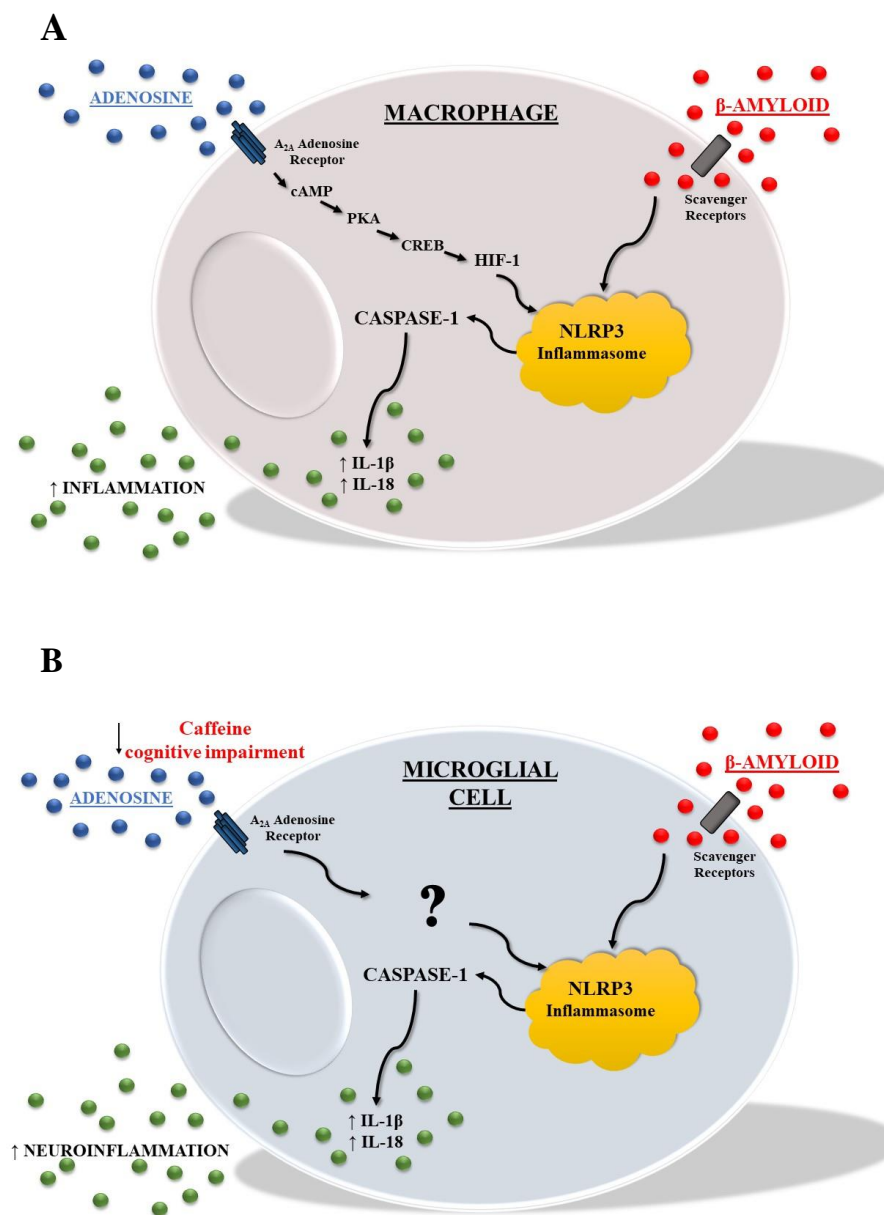 A
ADENOSINE
MACROPHAGE
β-AMYLOID
A2A Adenosine
Receptor
cAMP
PKA
CREB
HIF-1
Scavenger
Receptors
CASPASE-1
NLRP3
Inflammasome
↑ IL-1β
↑ IL-18
↑ INFLAMMATION
B
Caffeine
cognitive impairment
ADENOSINE
MICROGLIAL
CELL
β-AMYLOID
A2A Adenosine
Receptor
Scavenger
Receptors
?
CASPASE-1
NLRP3
Inflammasome
↑ IL-1β
↑ IL-18
↑ NEUROINFLAMMATION